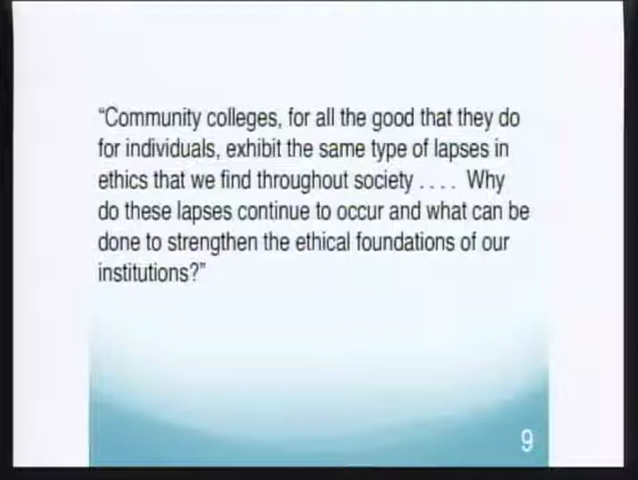 “Community colleges, for all the good that they do
for individuals, exhibit the same type of lapses in
ethics that we find throughout society . . . . Why
do these lapses continue to occur and what can be
done to strengthen the ethical foundations of our
institutions?”
9